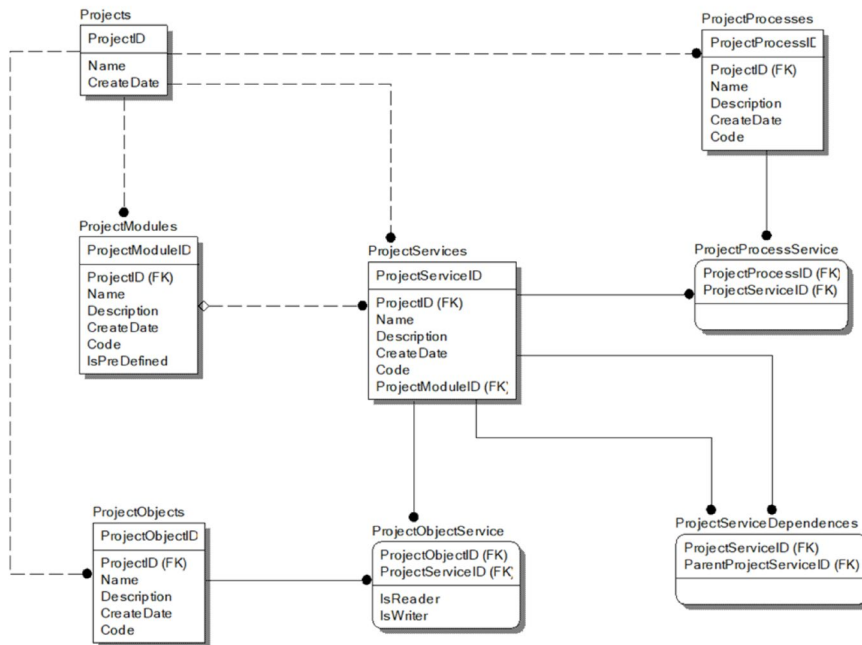 Projects
ProjectID
Name
CreateDate
ProjectProcesses
ProjectProcessID
ProjectID (FK)
Name
Description
CreateDate
Code
ProjectModules
ProjectModuleID
ProjectID (FK)
Name
Description
CreateDate
Code
IsPreDefined
ProjectServices
ProjectServiceID
ProjectID (FK)
Name
Description
CreateDate
Code
ProjectModuleID (FK)
ProjectProcessService
ProjectProcessID (FK)
ProjectServiceID (FK)
ProjectObjects
ProjectObjectID
ProjectID (FK)
Name
Description
CreateDate
Code
ProjectObjectService
ProjectObjectID (FK)
ProjectServiceID (FK)
IsReader
IsWriter
ProjectServiceDependences
ProjectServiceID (FK)
ParentProjectServiceID (FK)